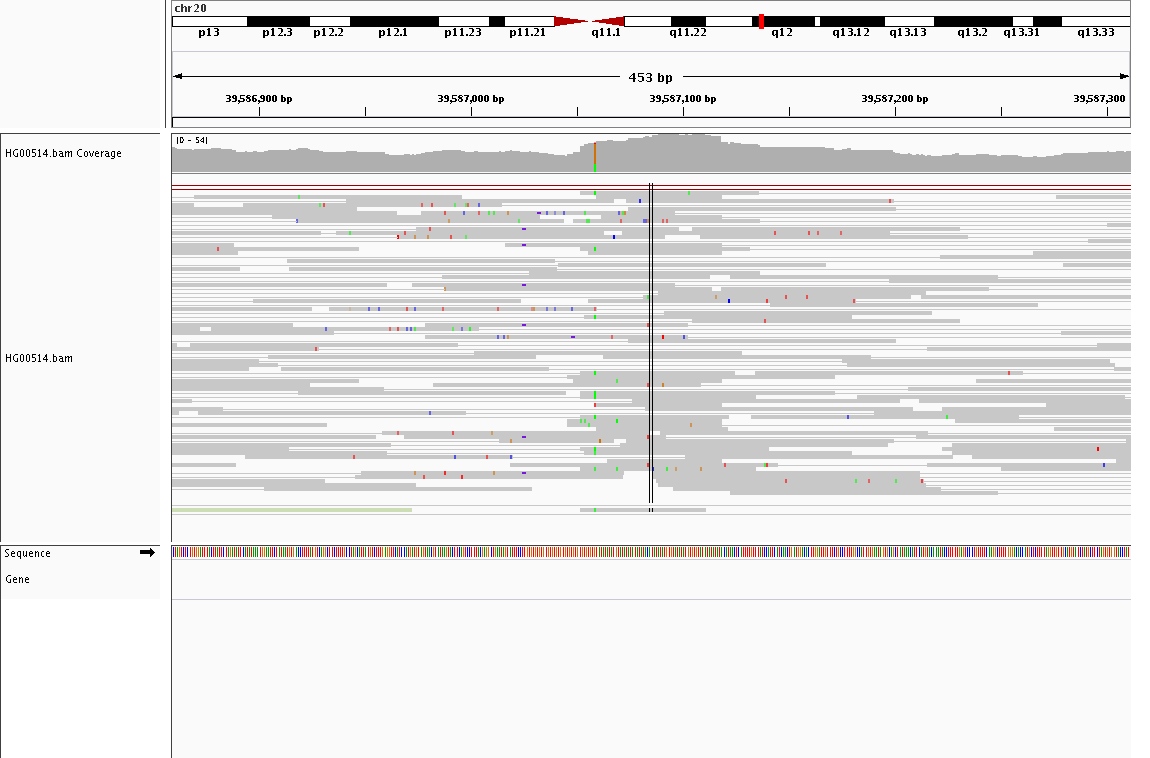 chr20
p13 p12.3 p12.2 p12.1 p11.23 p11.21 q11.1 q11.22 q12 q13.12 q13.13 q13.2 q13.31 q13.33
453 bp
39,586,900 bp 39,587,000 bp 39,587,100 bp 39,587,200 bp 39,587,300
[0 - 54]
HG00514.bam Coverage
HG00514.bam
Sequence
Gene